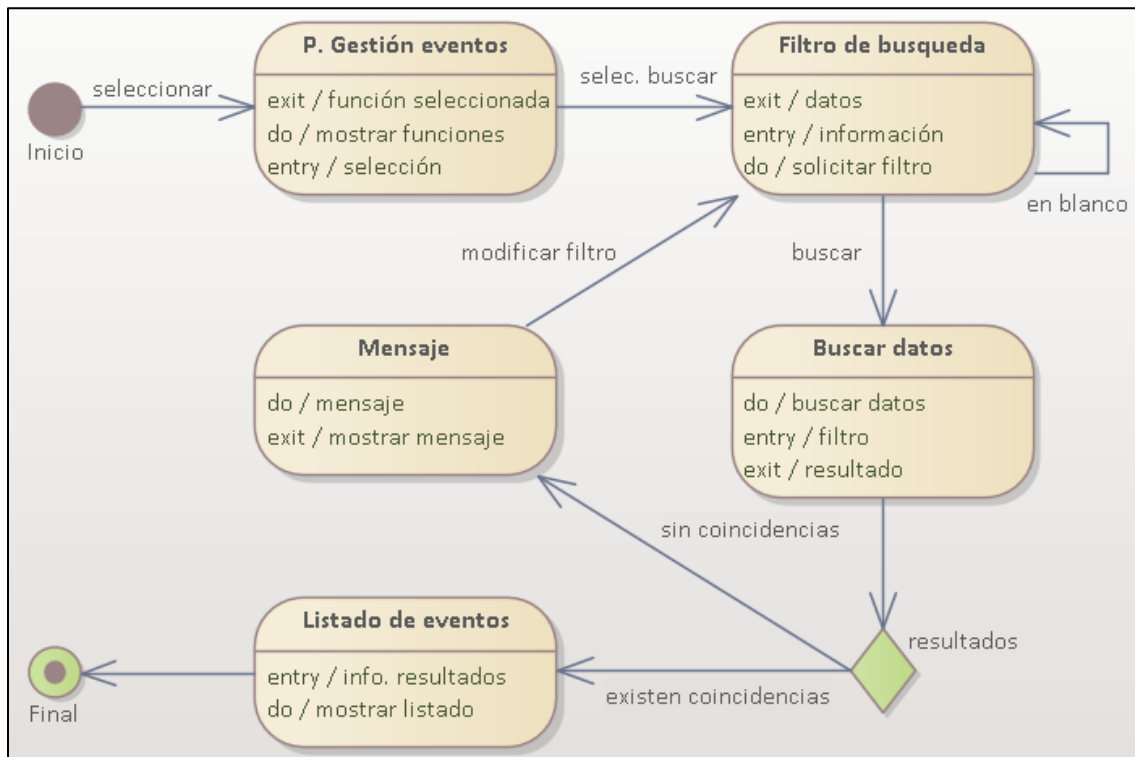 P. Gestión eventos
exit / función seleccionada
do / mostrar funciones
entry / selección
Filtro de busqueda
exit / datos
entry / información
do / solicitar filtro
seleccionar
selec. buscar
Inicio
en blanco
modificar filtro
buscar
Mensaje
do / mensaje
exit / mostrar mensaje
Buscar datos
do / buscar datos
entry / filtro
exit / resultado
sin coincidencias
Listado de eventos
entry / info. resultados
do / mostrar listado
resultados
existen coincidencias
Final